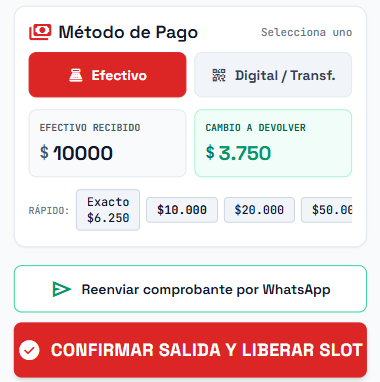 Método de Pago
Selecciona uno
Efectivo
Digital / Transf.
EFECTIVO RECIBIDO
$ 10000
CAMBIO A DEVOLVER
$ 3.750
RÁPIDO:
Exacto
$6.250
$10.000
$20.000
$50.00
Reenviar comprobante por WhatsApp
CONFIRMAR SALIDA Y LIBERAR SLOT